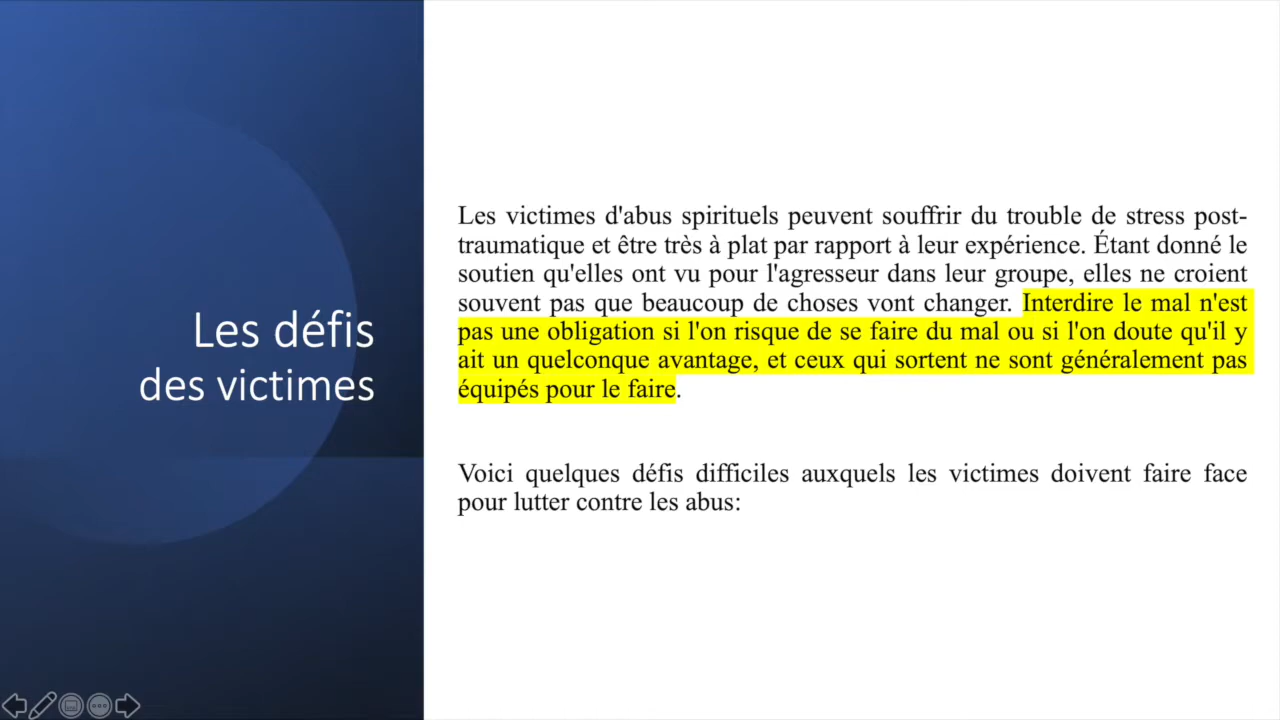 Les défis
des victimes
Les victimes d'abus spirituels peuvent souffrir du trouble de stress post-
traumatique et être très à plat par rapport à leur expérience. Étant donné le
soutien qu'elles ont vu pour l'agresseur dans leur groupe, elles ne croient
souvent pas que beaucoup de choses vont changer. Interdire le mal n'est
pas une obligation si l'on risque de se faire du mal ou si l'on doute qu'il y
ait un quelconque avantage, et ceux qui sortent ne sont généralement pas
équipés pour le faire.
Voici quelques défis difficiles auxquels les victimes doivent faire face
pour lutter contre les abus: